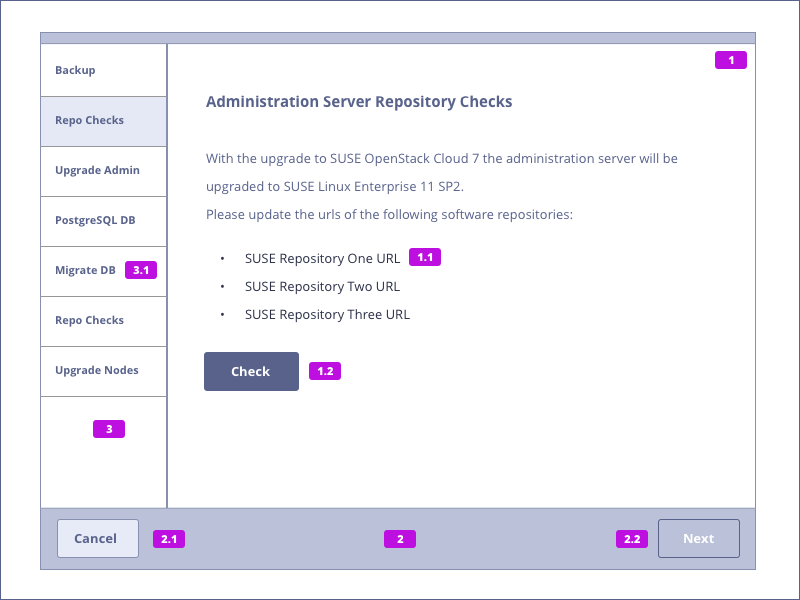 Backup
Repo Checks
Upgrade Admin
PostgreSQL DB
Migrate DB 3.1
Repo Checks
Upgrade Nodes
3
1
Administration Server Repository Checks
With the upgrade to SUSE OpenStack Cloud 7 the administration server will be
upgraded to SUSE Linux Enterprise 11 SP2.
Please update the urls of the following software repositories:
• SUSE Repository One URL 1.1
• SUSE Repository Two URL
• SUSE Repository Three URL
Check 1.2
Cancel 2.1 2 2.2 Next